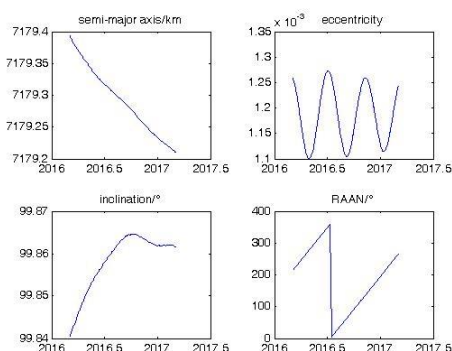 semi-major axis/km
7179.4
7179.35
7179.3
7179.25
7179.2
2016 2016.5 2017 2017.5
eccentricity
1.35 x 10⁻³
1.3
1.25
1.2
1.15
1.1
2016 2016.5 2017 2017.5
inclination/°
99.87
99.86
99.85
99.84
2016 2016.5 2017 2017.5
RAAN/°
400
300
200
100
0
2016 2016.5 2017 2017.5